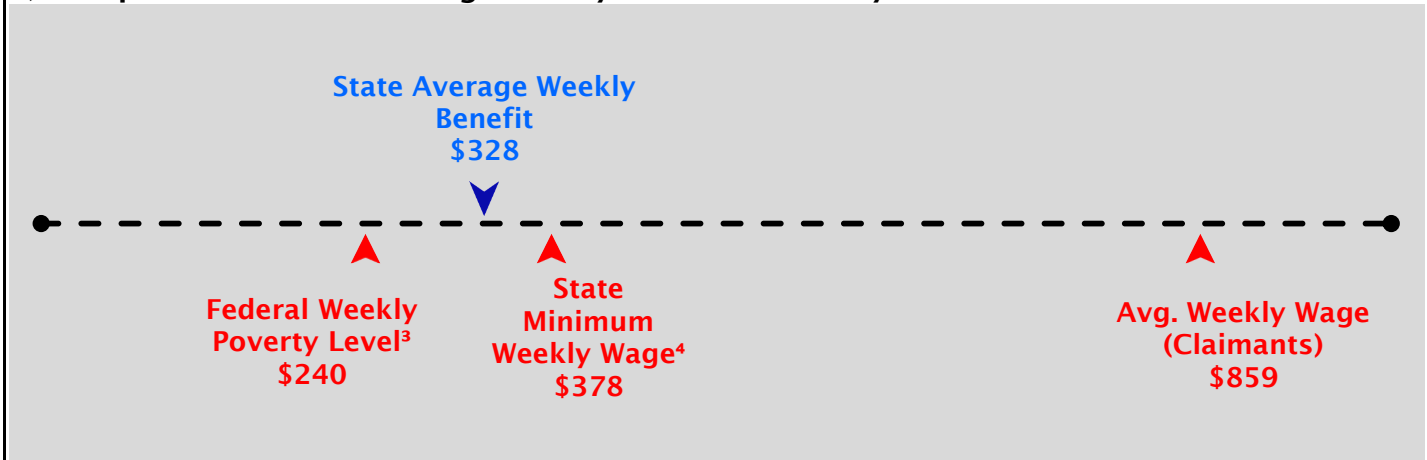 State Average Weekly
Benefit
$328
Federal Weekly
Poverty Level³
$240
State
Minimum
Weekly Wage⁴
$378
Avg. Weekly Wage
(Claimants)
$859